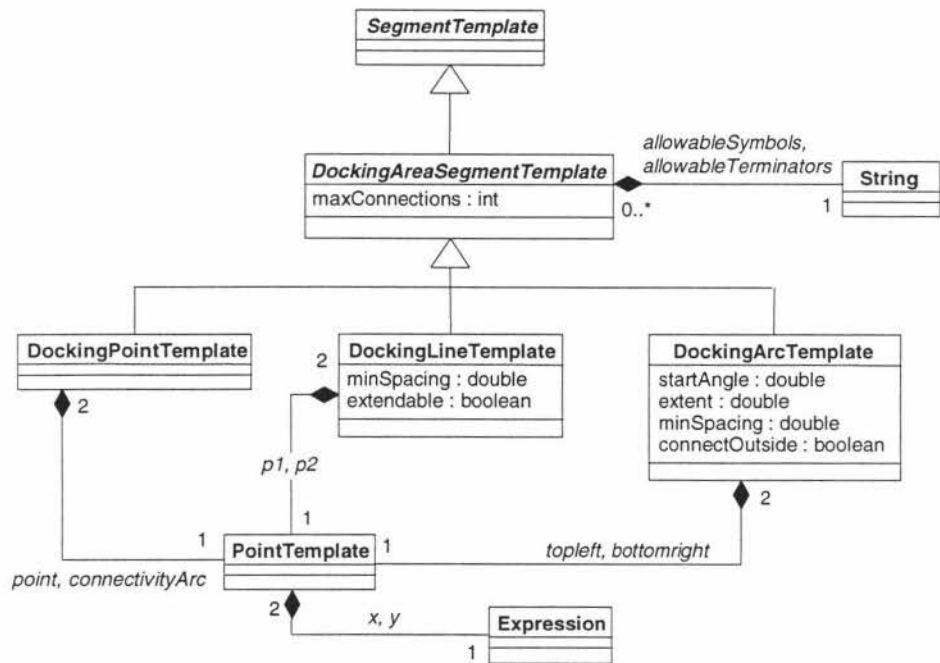 SegmentTemplate
DockingAreaSegmentTemplate
maxConnections : int
allowableSymbols,
allowableTerminators
0..*
1
String
DockingPointTemplate
2
DockingLineTemplate
minSpacing : double
extendable : boolean
2
DockingArcTemplate
startAngle : double
extent : double
minSpacing : double
connectOutside : boolean
2
p1, p2
1
1
PointTemplate
1
topleft, bottomright
point, connectivityArc
2
x, y
1
Expression